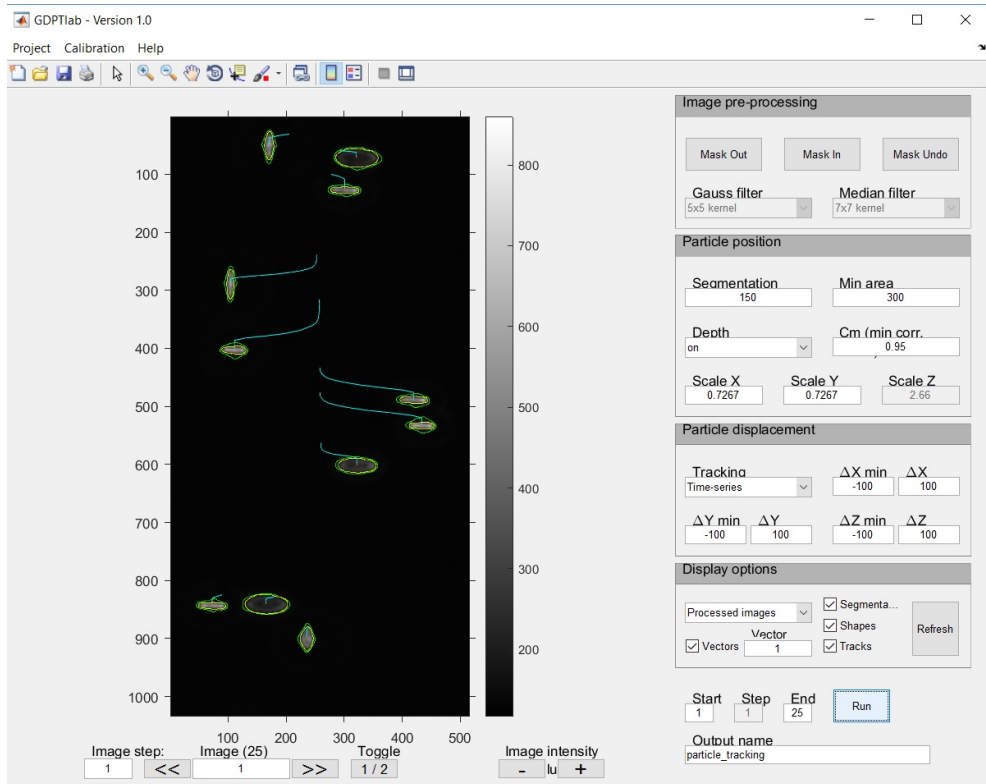 GDPTlab - Version 1.0
Project Calibration Help
Image pre-processing
Mask Out Mask In Mask Undo
Gauss filter Median filter
5x5 kernel 7x7 kernel
Particle position
Segmentation Min area
150 300
Depth Cm (min corr.
on 0.95
Scale X Scale Y Scale Z
0.7267 0.7267 2.66
Particle displacement
Tracking ΔX min ΔX
Time-series -100 100
ΔY min ΔY ΔZ min ΔZ
-100 100 -100 100
Display options
Processed images Segmenta...
Shapes
Refresh
Vector
Vectors 1 Tracks
Start Step End
1 1 25 Run
Output name
particle_tracking
100
200
300
400
500
600
700
800
900
1000
100 200 300 400 500
800
700
600
500
400
300
200
Image step: Image (25) Toggle Image intensity
1 << 1 >> 1 / 2 - lu +